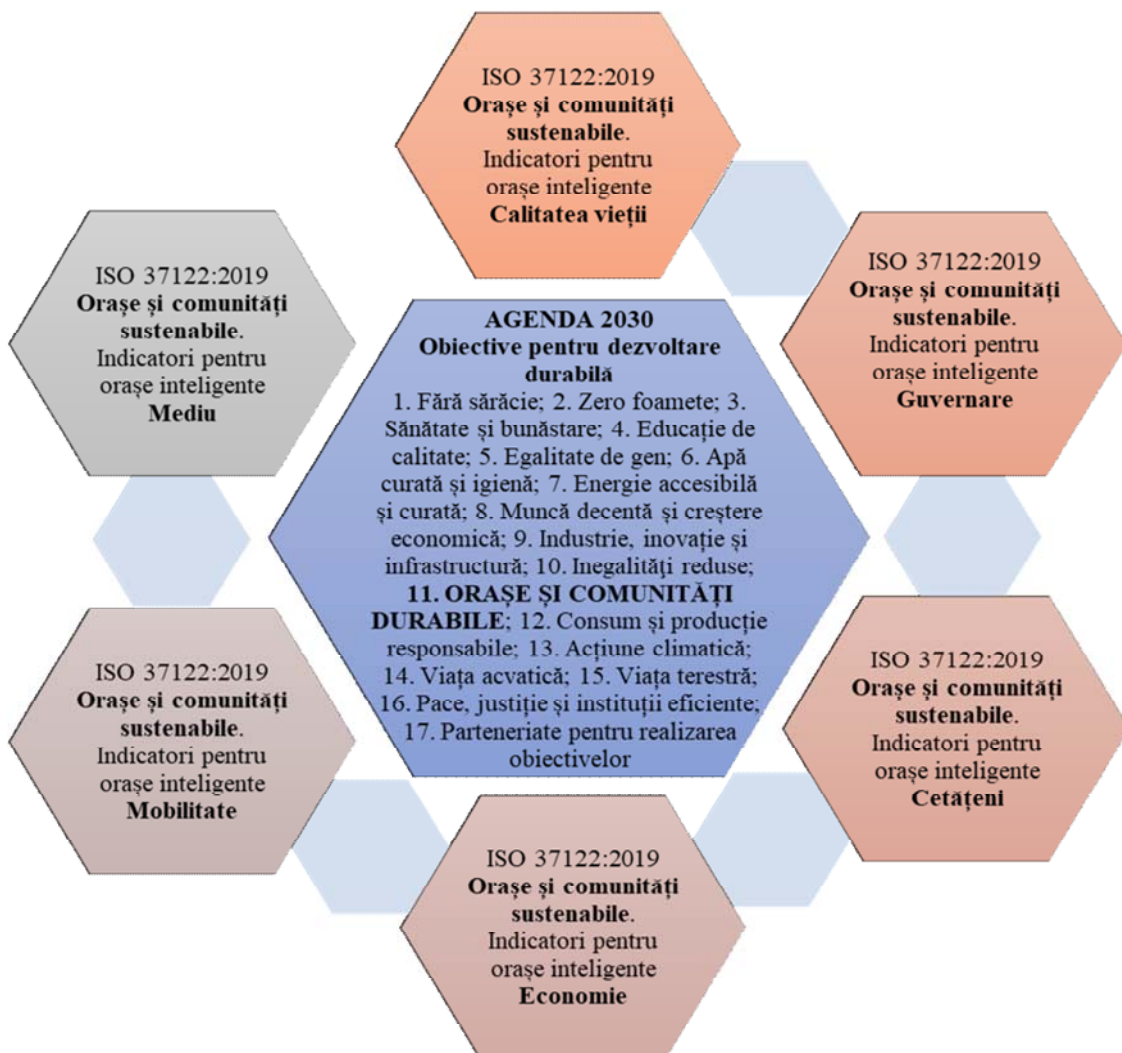 ISO 37122:2019
Orașe și comunități
sustenabile.
Indicatori pentru
orașe inteligente
Calitatea vieții
ISO 37122:2019
Orașe și comunități
sustenabile.
Indicatori pentru
orașe inteligente
Guvernare
ISO 37122:2019
Orașe și comunități
sustenabile.
Indicatori pentru
orașe inteligente
Cetățeni
ISO 37122:2019
Orașe și comunități
sustenabile.
Indicatori pentru
orașe inteligente
Economie
ISO 37122:2019
Orașe și comunități
sustenabile.
Indicatori pentru
orașe inteligente
Mobilitate
ISO 37122:2019
Orașe și comunități
sustenabile.
Indicatori pentru
orașe inteligente
Mediu
AGENDA 2030
Obiective pentru dezvoltare
durabilă
1. Fără sărăcie; 2. Zero foamete; 3.
Sănătate și bunăstare; 4. Educație de
calitate; 5. Egalitate de gen; 6. Apă
curată și igienă; 7. Energie accesibilă
și curată; 8. Muncă decentă și creștere
economică; 9. Industrie, inovație și
infrastructură; 10. Inegalităţi reduse;
11. ORAȘE ȘI COMUNITĂȚI
DURABILE; 12. Consum și producție
responsabile; 13. Acțiune climatică;
14. Viața acvatică; 15. Viața terestră;
16. Pace, justiție și instituții eficiente;
17. Parteneriate pentru realizarea
obiectivelor